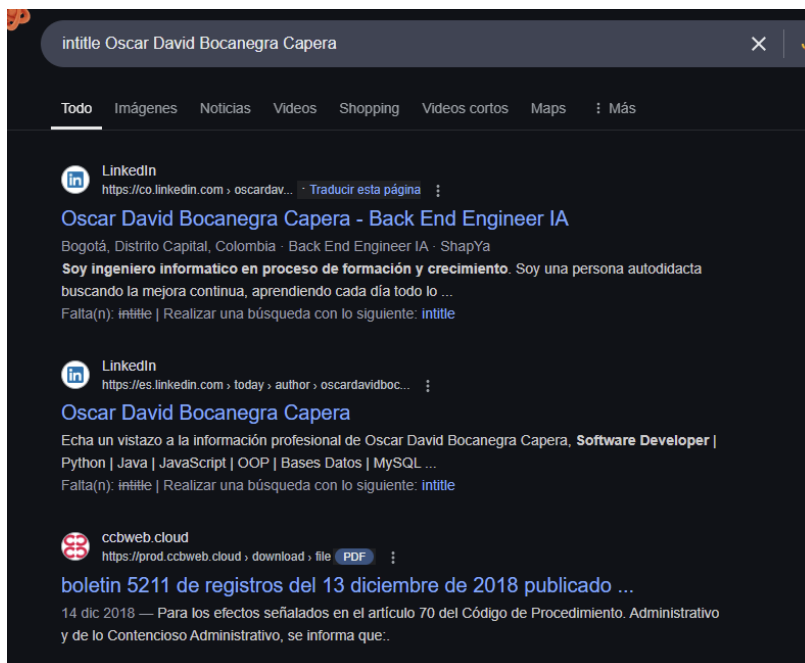 intitle Oscar David Bocanegra Capera
Todo Imágenes Noticias Videos Shopping Videos cortos Maps Más
LinkedIn
https://co.linkedin.com › oscardav... · Traducir esta página
Oscar David Bocanegra Capera - Back End Engineer IA
Bogotá, Distrito Capital, Colombia · Back End Engineer IA · ShapYa
Soy ingeniero informatico en proceso de formación y crecimiento. Soy una persona autodidacta
buscando la mejora continua, aprendiendo cada día todo lo ...
Falta(n): intitle | Realizar una búsqueda con lo siguiente: intitle
LinkedIn
https://es.linkedin.com › today › author › oscardavidboc...
Oscar David Bocanegra Capera
Echa un vistazo a la información profesional de Oscar David Bocanegra Capera, Software Developer |
Python | Java | JavaScript | OOP | Bases Datos | MySQL ...
Falta(n): intitle | Realizar una búsqueda con lo siguiente: intitle
ccbweb.cloud
https://prod.ccbweb.cloud › download › file PDF
boletin 5211 de registros del 13 diciembre de 2018 publicado ...
14 dic 2018 — Para los efectos señalados en el artículo 70 del Código de Procedimiento. Administrativo
y de lo Contencioso Administrativo, se informa que:.